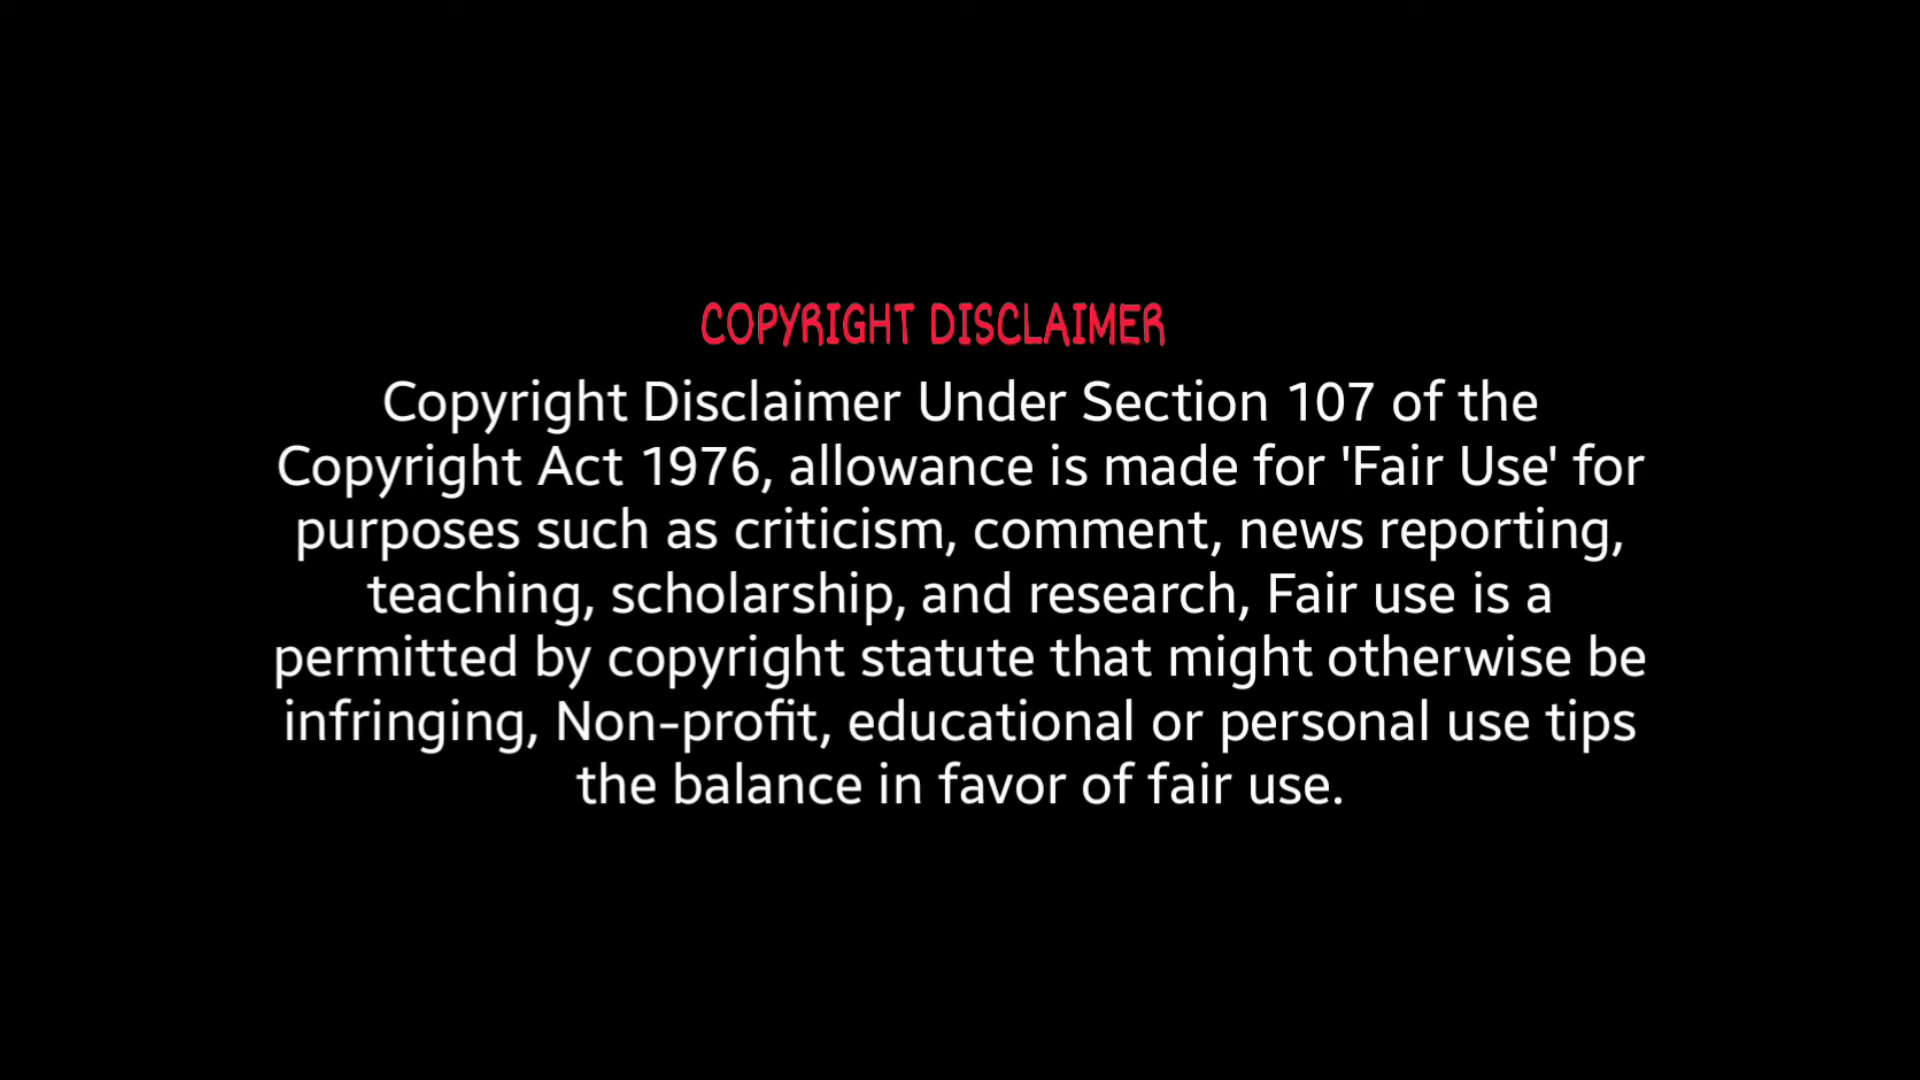 COPYRIGHT DISCLAIMER
Copyright Disclaimer Under Section 107 of the
Copyright Act 1976, allowance is made for 'Fair Use' for
purposes such as criticism, comment, news reporting,
teaching, scholarship, and research, Fair use is a
permitted by copyright statute that might otherwise be
infringing, Non-profit, educational or personal use tips
the balance in favor of fair use.